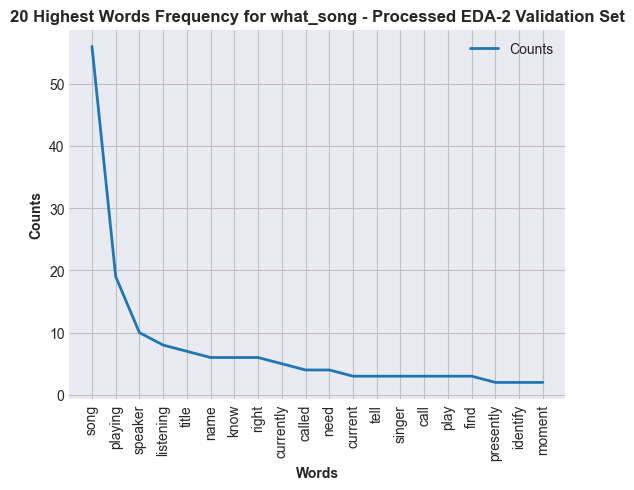 20 Highest Words Frequency for what_song - Processed EDA-2 Validation Set
Counts
Counts
50
40
30
20
10
0
song
playing
speaker
listening
title
name
know
right
currently
called
need
current
tell
singer
call
play
find
presently
identify
moment
Words